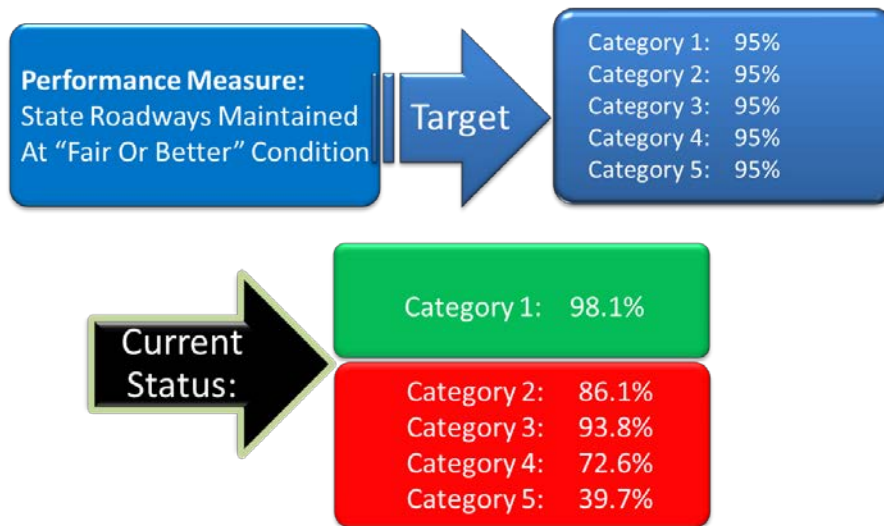 Performance Measure:
State Roadways Maintained
At “Fair Or Better” Condition
Target
Category 1: 95%
Category 2: 95%
Category 3: 95%
Category 4: 95%
Category 5: 95%
Current
Status:
Category 1: 98.1%
Category 2: 86.1%
Category 3: 93.8%
Category 4: 72.6%
Category 5: 39.7%